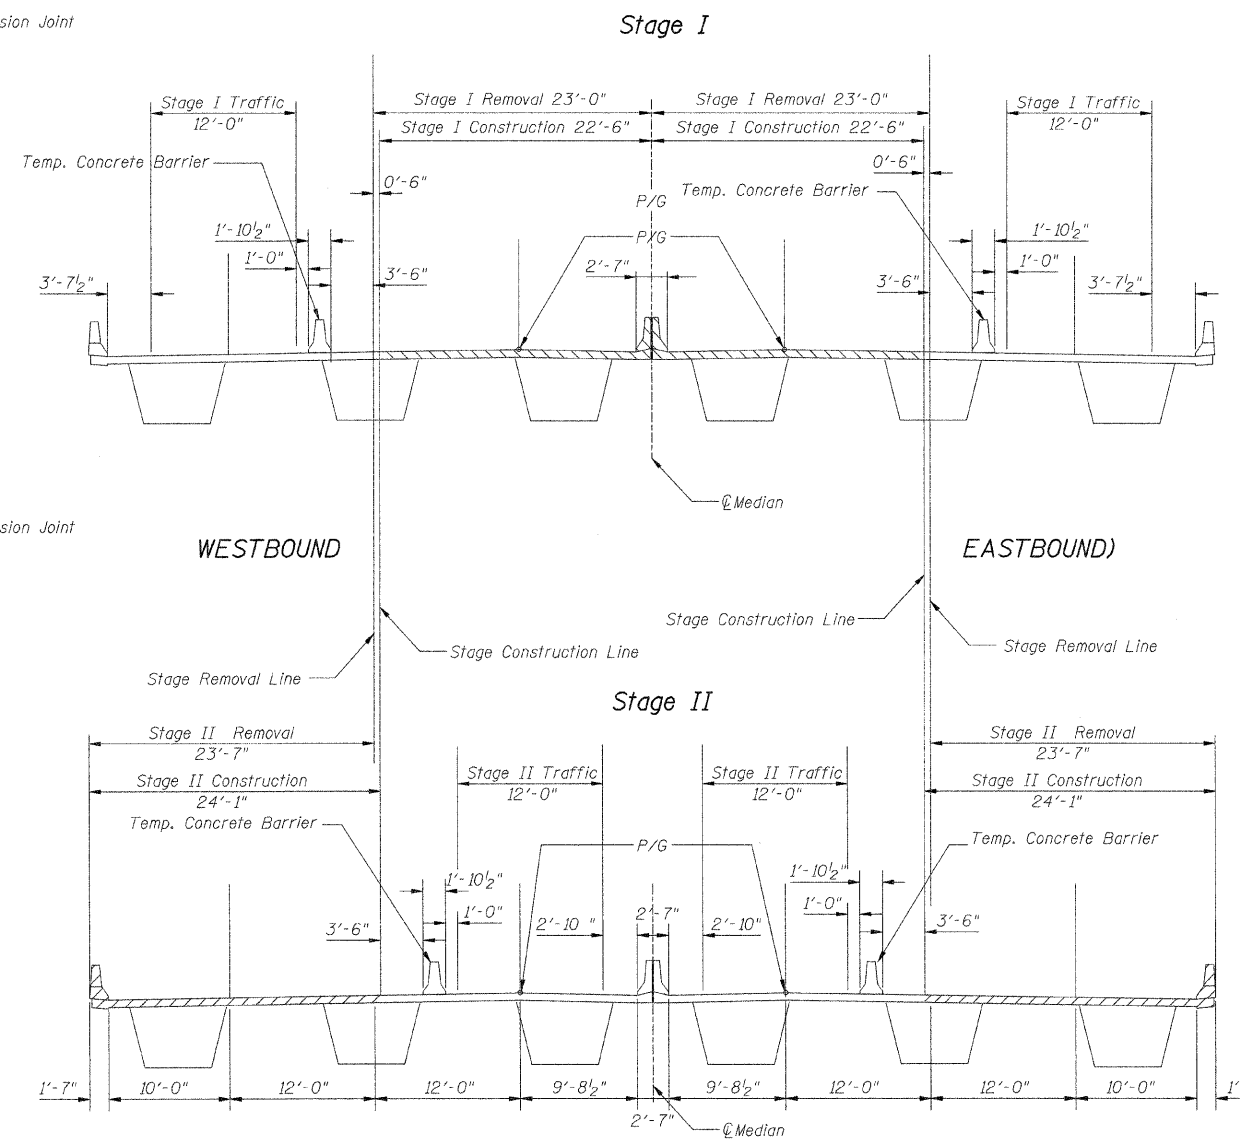 sion Joint
Stage I
Stage I Traffic
12'-0"
Stage I Removal 23'-0"
Stage I Removal 23'-0"
Stage I Traffic
12'-0"
Stage I Construction 22'-6"
Stage I Construction 22'-6"
Temp. Concrete Barrier
0'-6"
0'-6"
Temp. Concrete Barrier
P/G
1'-10½"
P/G
1'-10½"
1'-0"
3'-6"
2'-7"
3'-6"
1'-0"
3'-7½"
3'-7½"
℄ Median
sion Joint
WESTBOUND
EASTBOUND)
Stage Construction Line
Stage Construction Line
Stage Removal Line
Stage Removal Line
Stage II
Stage II Removal
23'-7"
Stage II Removal
23'-7"
Stage II Construction
24'-1"
Stage II Traffic
12'-0"
Stage II Traffic
12'-0"
Stage II Construction
24'-1"
Temp. Concrete Barrier
P/G
Temp. Concrete Barrier
1'-10½"
1'-10½"
3'-6"
1'-0"
2'-10 "
2'-7"
2'-10"
1'-0"
3'-6"
1'-7"
10'-0"
12'-0"
12'-0"
9'-8½"
9'-8½"
12'-0"
12'-0"
10'-0"
1'
2'-7"
℄ Median